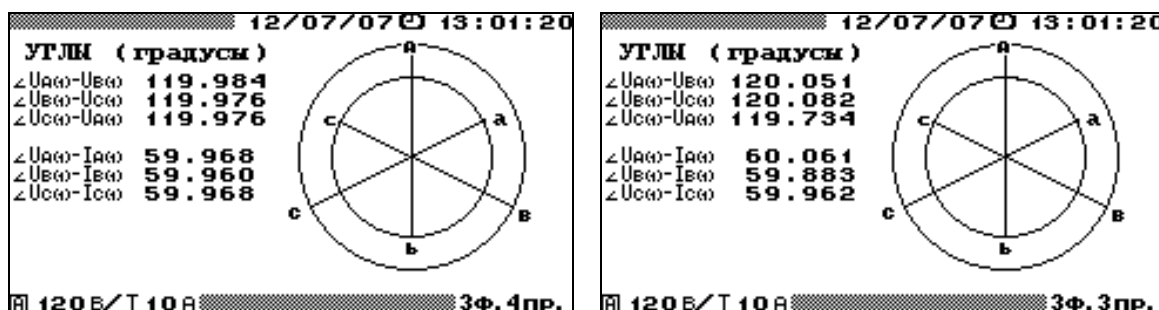 12/07/07 13:01:20
УГЛЫ (градусы)
∠UA(1)-UB(1) 119.984
∠UB(1)-UC(1) 119.976
∠UC(1)-UA(1) 119.976
∠UA(1)-IA(1) 59.968
∠UB(1)-IB(1) 59.960
∠UC(1)-IC(1) 59.968
A
c
a
C
B
b
A 120В/Т10А 3Ф.4пр.
12/07/07 13:01:20
УГЛЫ (градусы)
∠UA(1)-UB(1) 120.051
∠UB(1)-UC(1) 120.082
∠UC(1)-UA(1) 119.734
∠UA(1)-IA(1) 60.061
∠UB(1)-IB(1) 59.883
∠UC(1)-IC(1) 59.962
A
c
a
C
B
b
A 120В/Т10А 3Ф.3пр.